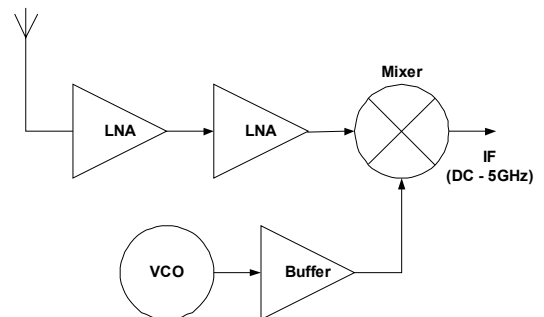 Mixer
LNA
LNA
IF
(DC - 5GHz)
VCO
Buffer